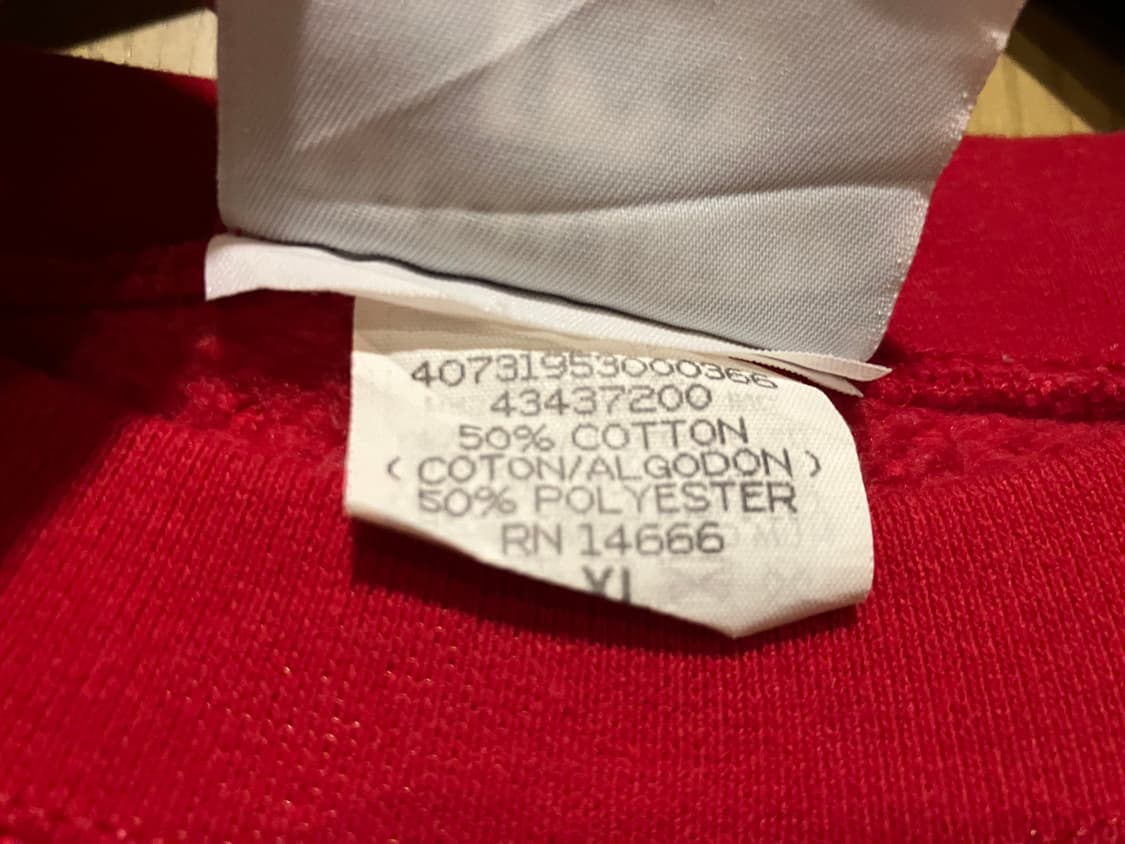 40731953000366
43437200
50% COTTON
( COTON/ALGODON )
50% POLYESTER
RN 14666
XL